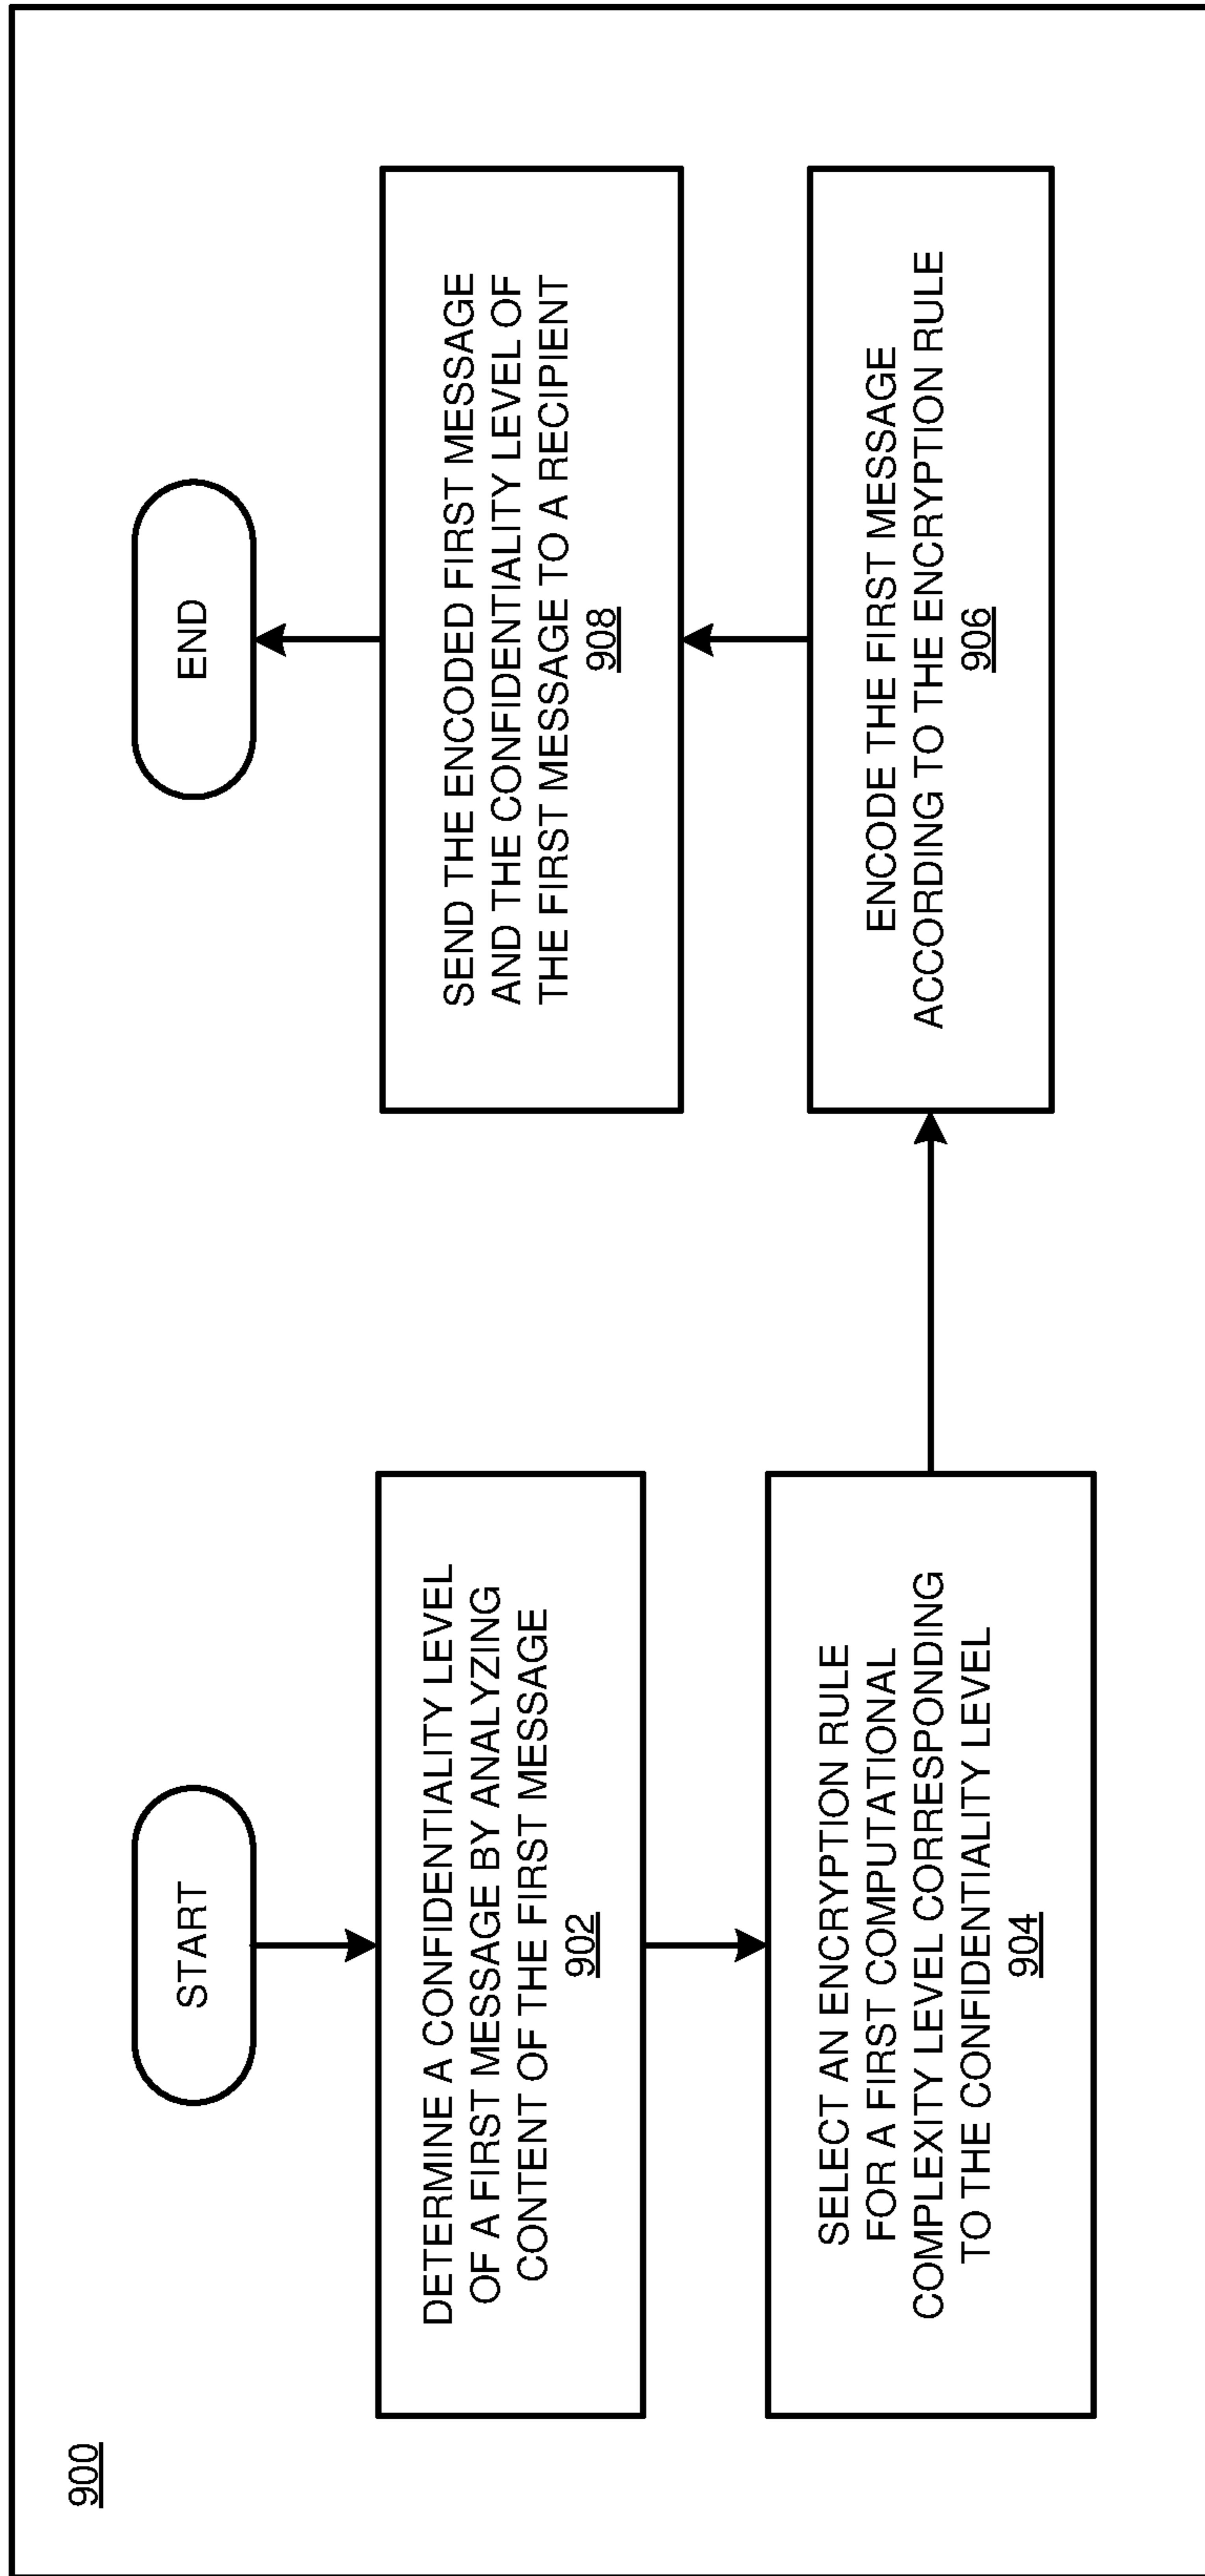 900
START
DETERMINE A CONFIDENTIALITY LEVEL
OF A FIRST MESSAGE BY ANALYZING
CONTENT OF THE FIRST MESSAGE
902
SELECT AN ENCRYPTION RULE
FOR A FIRST COMPUTATIONAL
COMPLEXITY LEVEL CORRESPONDING
TO THE CONFIDENTIALITY LEVEL
904
ENCODE THE FIRST MESSAGE
ACCORDING TO THE ENCRYPTION RULE
906
SEND THE ENCODED FIRST MESSAGE
AND THE CONFIDENTIALITY LEVEL OF
THE FIRST MESSAGE TO A RECIPIENT
908
END